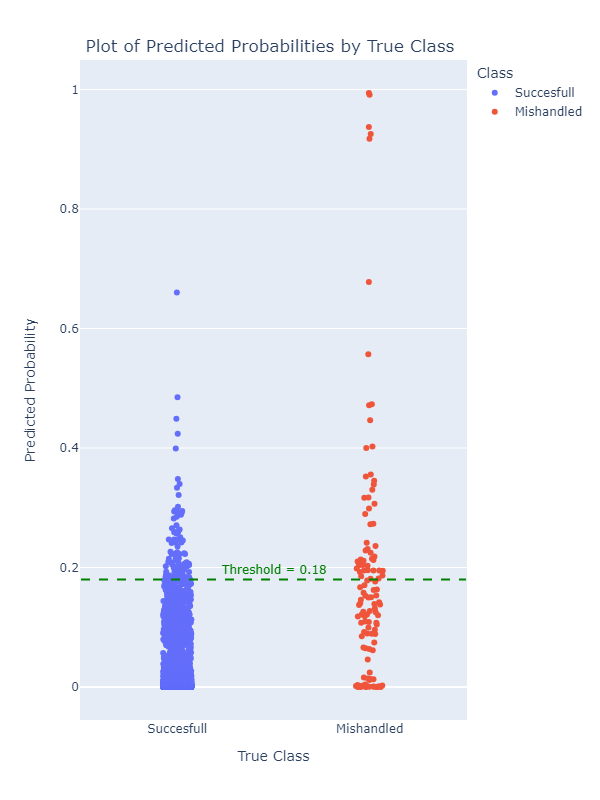 Plot of Predicted Probabilities by True Class
Class
Succesfull
Mishandled
1
0.8
0.6
0.4
0.2
0
Predicted Probability
Threshold = 0.18
Succesfull
Mishandled
True Class